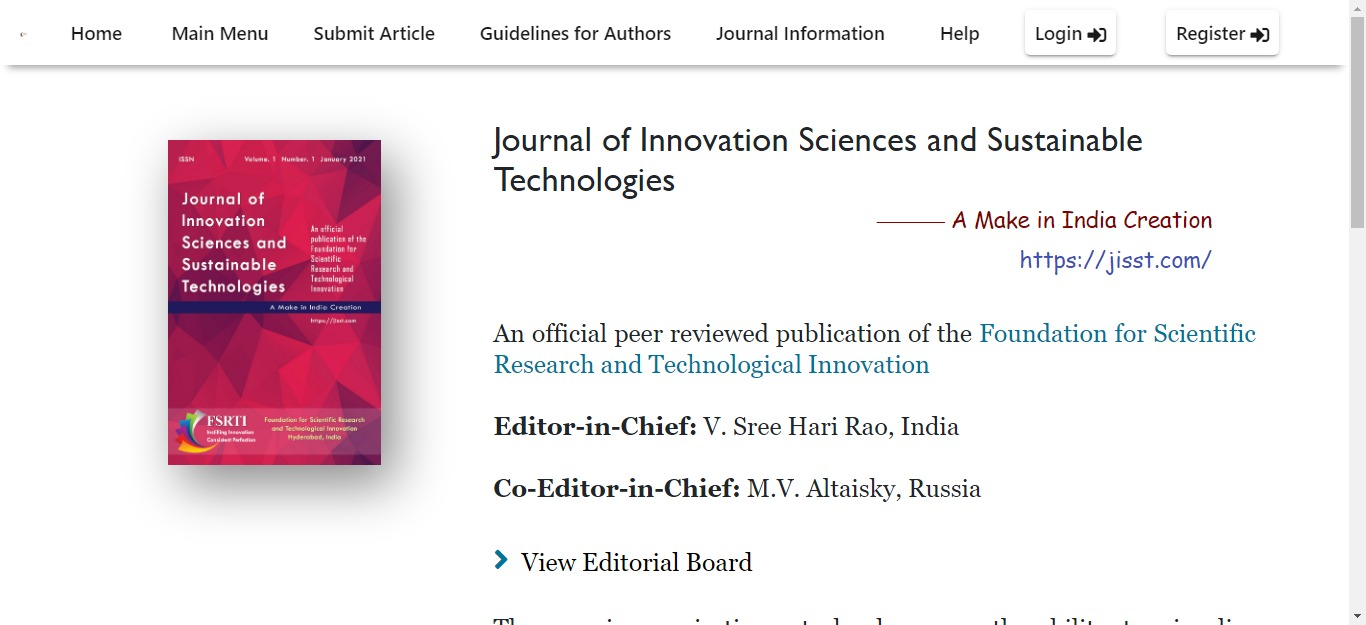 Home Main Menu Submit Article Guidelines for Authors Journal Information Help Login Register
ISSN Volume. 1 Number. 1 January 2021
Journal of
Innovation
Sciences and
Sustainable
Technologies
An official
publication of the
Foundation for
Scientific
Research and
Technological
Innovation
A Make in India Creation
https://jisst.com
FSRTI
Instilling Innovation
Consistent Perfection
Foundation for Scientific Research
and Technological Innovation
Hyderabad, India
Journal of Innovation Sciences and Sustainable
Technologies
A Make in India Creation
https://jisst.com/
An official peer reviewed publication of the Foundation for Scientific
Research and Technological Innovation
Editor-in-Chief: V. Sree Hari Rao, India
Co-Editor-in-Chief: M.V. Altaisky, Russia
View Editorial Board